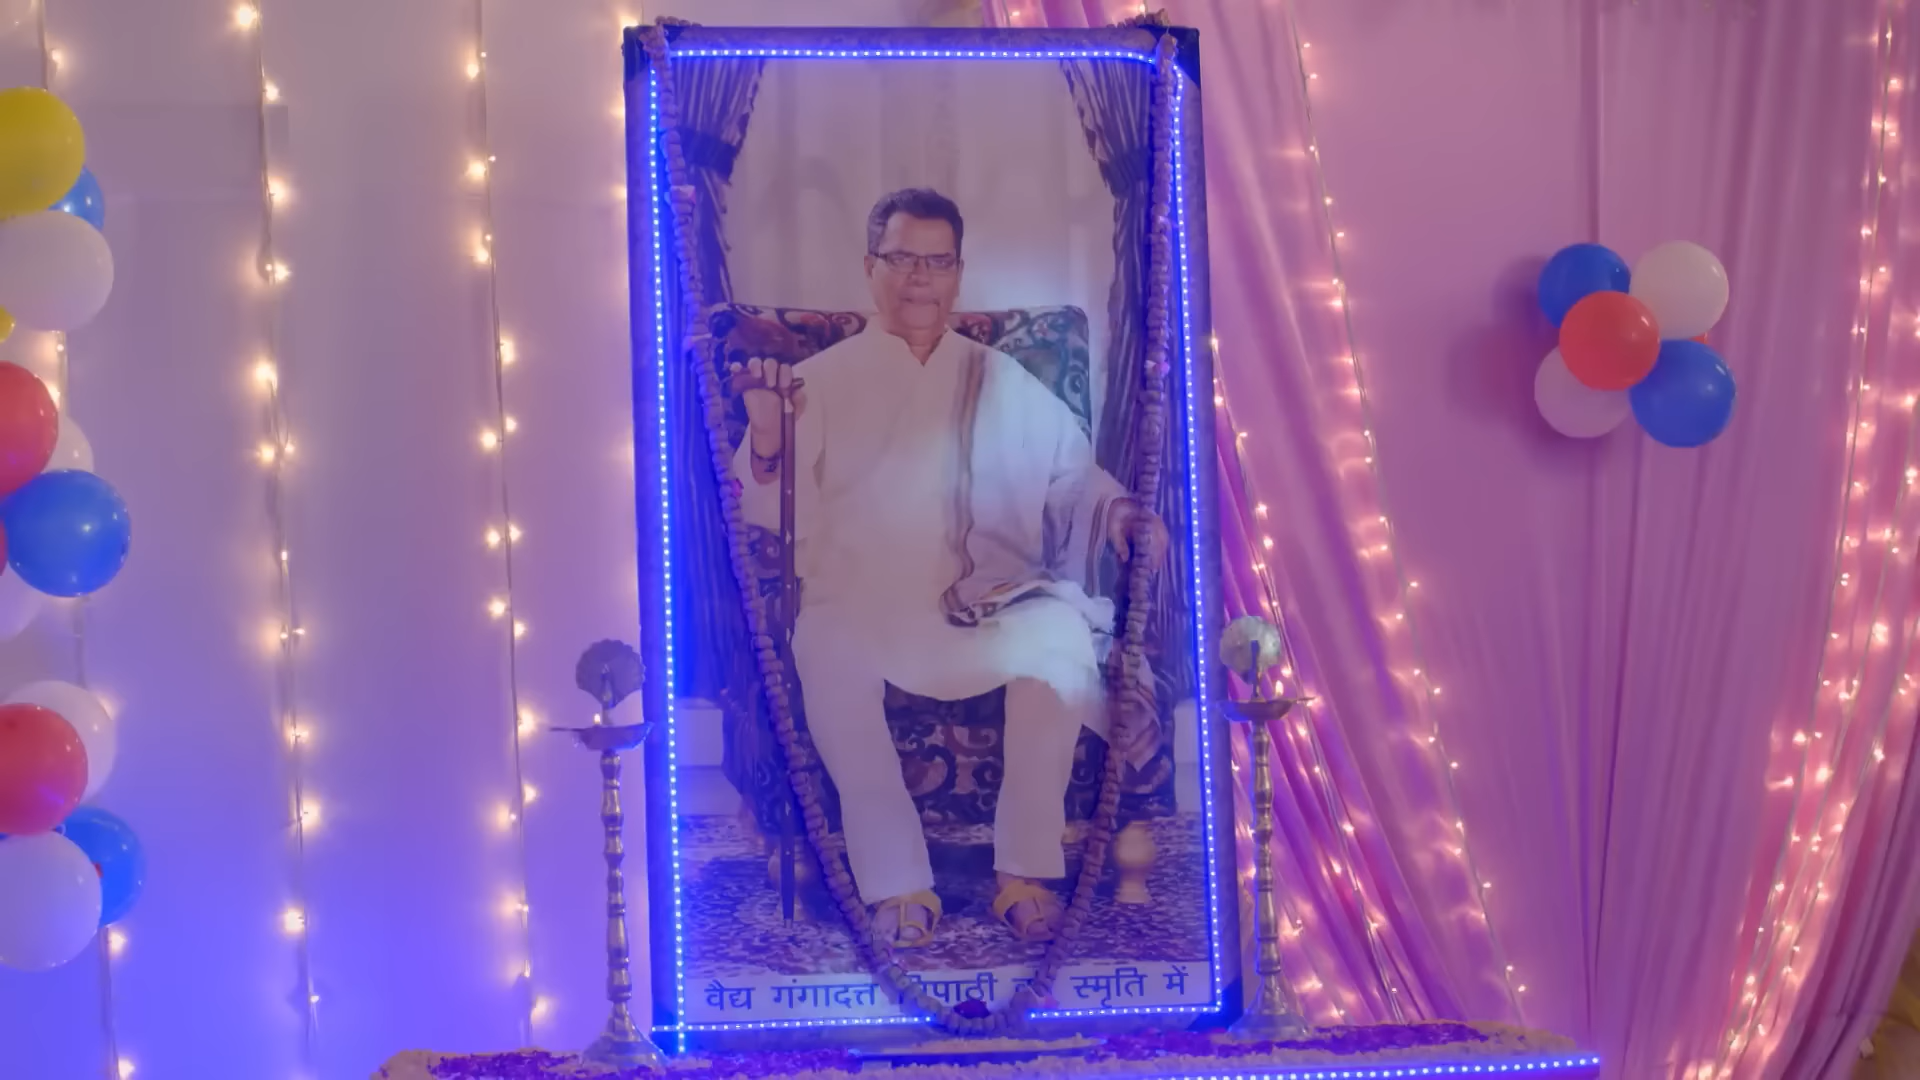 वैद्य गंगादत्त त्रिपाठी की स्मृति में